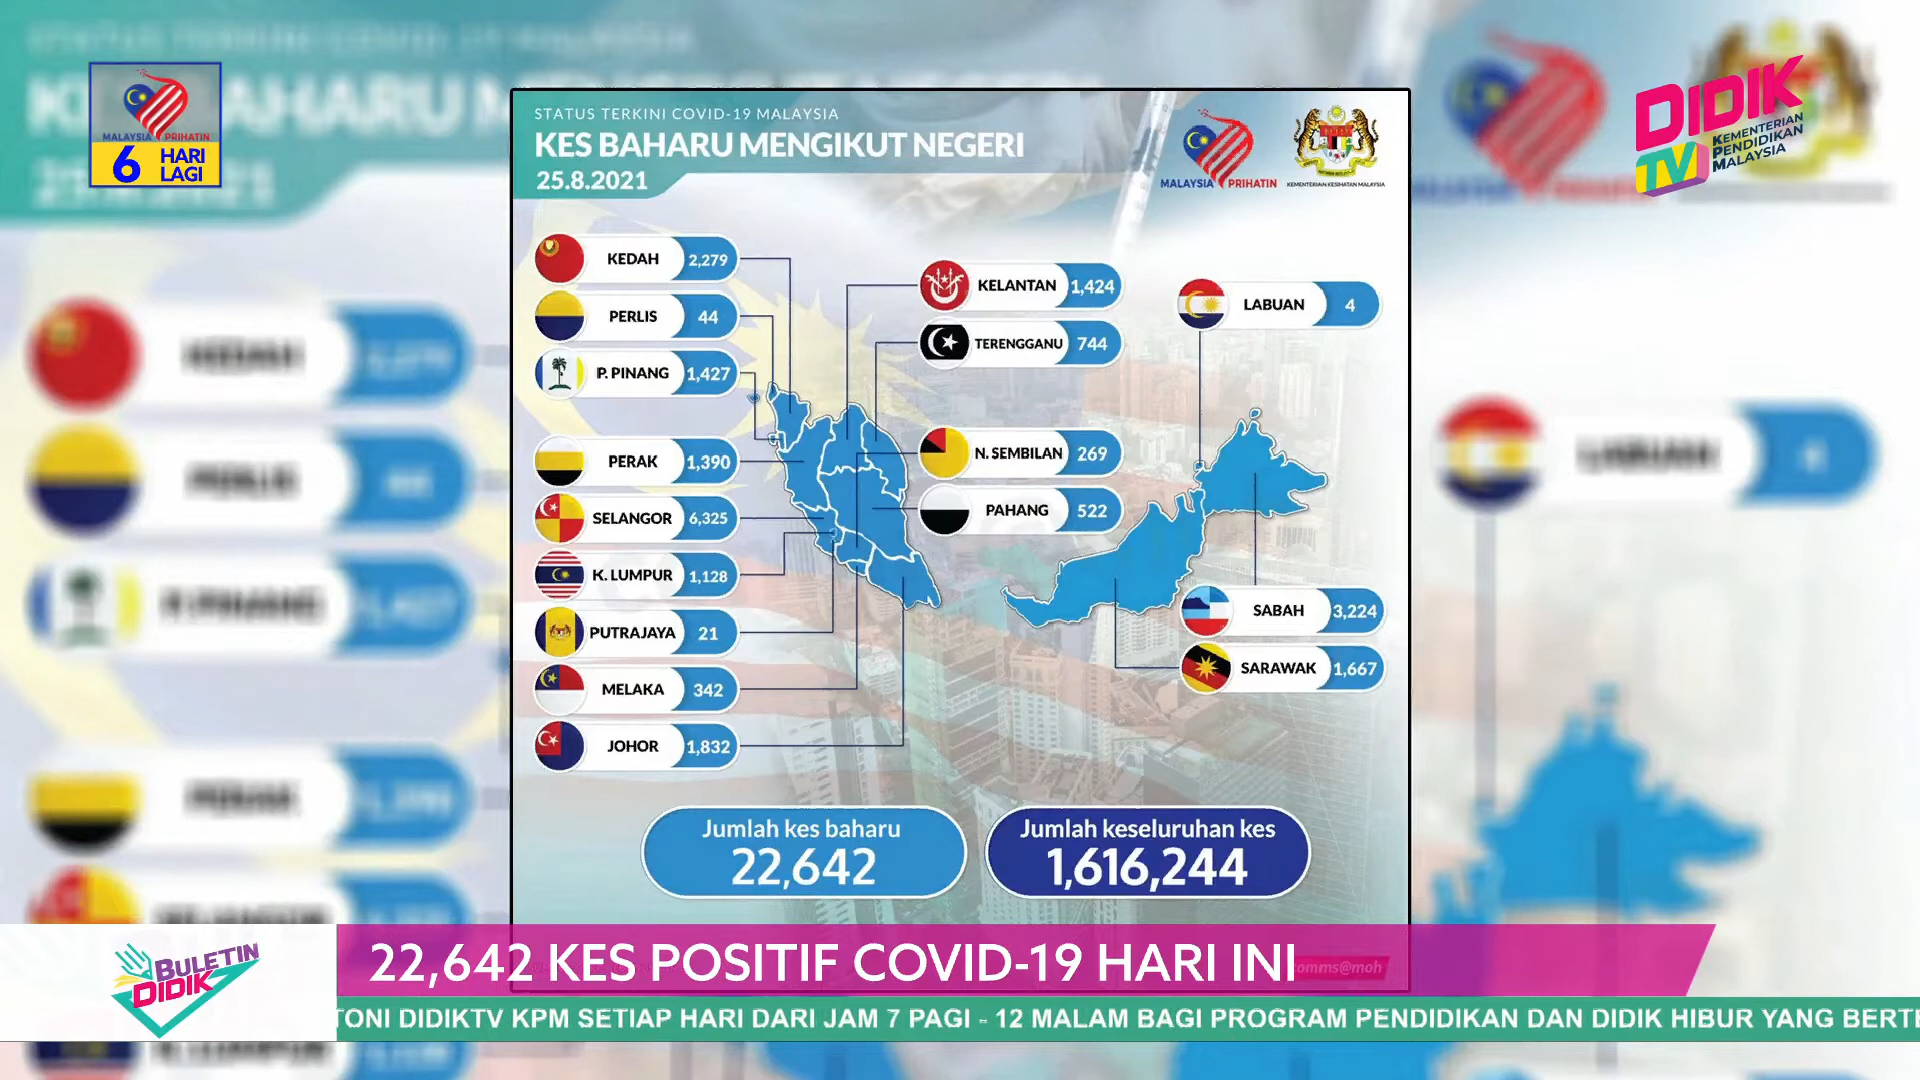 MALAYSIA PRIHATIN
6 HARI LAGI
DIDIK TV
KEMENTERIAN
PENDIDIKAN
MALAYSIA
STATUS TERKINI COVID-19 MALAYSIA
KES BAHARU MENGIKUT NEGERI
25.8.2021
MALAYSIA PRIHATIN
KEMENTERIAN KESIHATAN MALAYSIA
KEDAH 2,279
PERLIS 44
P. PINANG 1,427
PERAK 1,390
SELANGOR 6,325
K. LUMPUR 1,128
PUTRAJAYA 21
MELAKA 342
JOHOR 1,832
KELANTAN 1,424
TERENGGANU 744
N. SEMBILAN 269
PAHANG 522
LABUAN 4
SABAH 3,224
SARAWAK 1,667
Jumlah kes baharu
22,642
Jumlah keseluruhan kes
1,616,244
BULETIN
DIDIK
22,642 KES POSITIF COVID-19 HARI INI
comms@moh
TONI DIDIKTV KPM SETIAP HARI DARI JAM 7 PAGI - 12 MALAM BAGI PROGRAM PENDIDIKAN DAN DIDIK HIBUR YANG BERTE